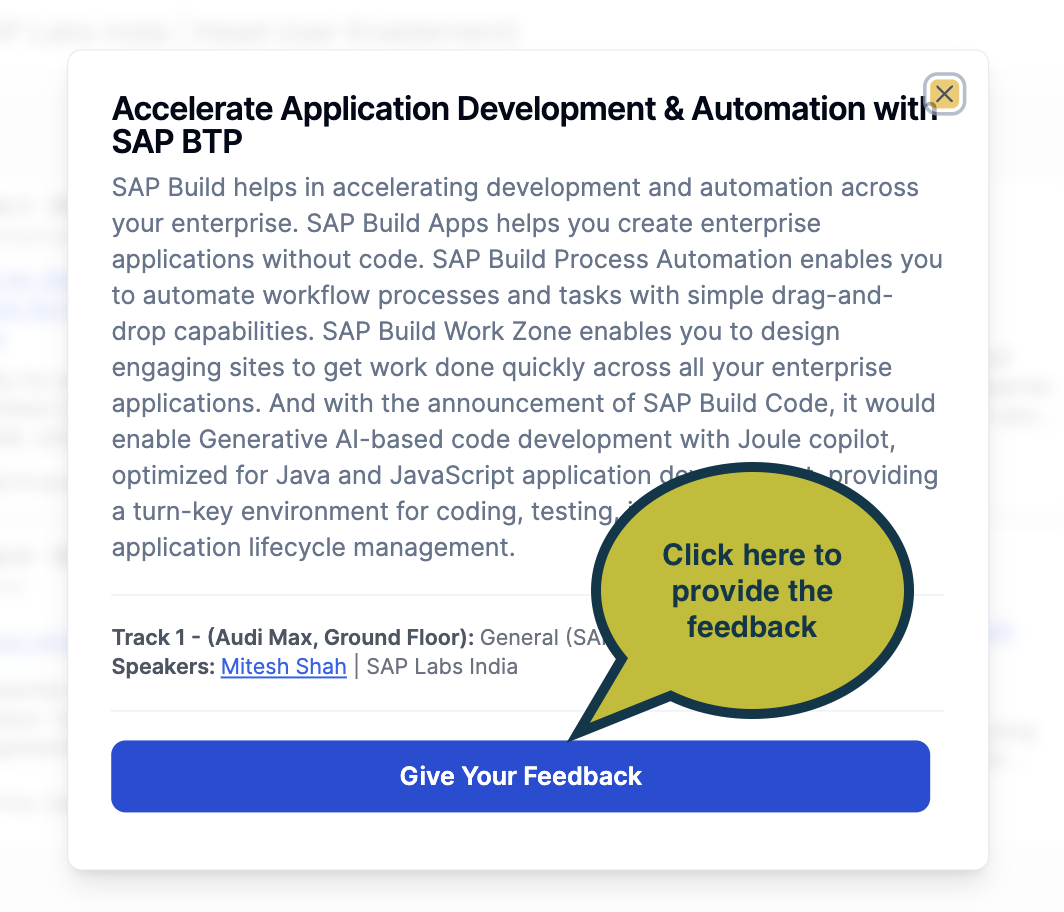 Accelerate Application Development & Automation with
SAP BTP
SAP Build helps in accelerating development and automation across
your enterprise. SAP Build Apps helps you create enterprise
applications without code. SAP Build Process Automation enables you
to automate workflow processes and tasks with simple drag-and-
drop capabilities. SAP Build Work Zone enables you to design
engaging sites to get work done quickly across all your enterprise
applications. And with the announcement of SAP Build Code, it would
enable Generative AI-based code development with Joule copilot,
optimized for Java and JavaScript application providing
a turn-key environment for coding, testing,
application lifecycle management.
Track 1 - (Audi Max, Ground Floor): General
Speakers: Mitesh Shah | SAP Labs India
Click here to
provide the
feedback
Give Your Feedback